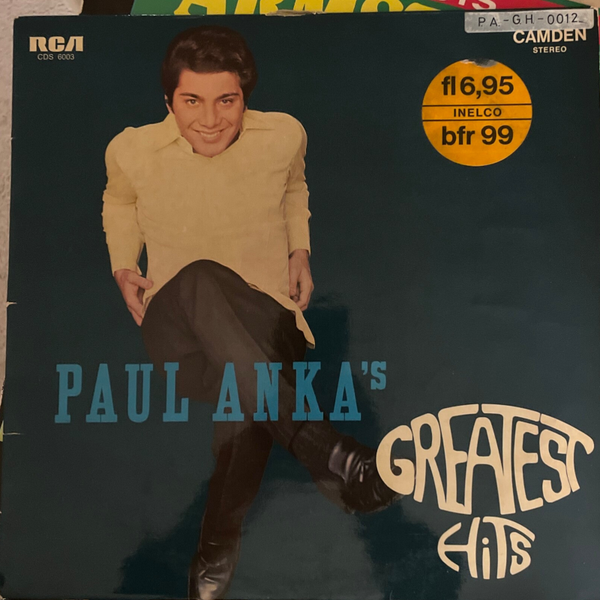 RCA
CDS 6003
PA-GH-0012
CAMDEN
STEREO
fl 6,95
INELCO
bfr 99
PAUL ANKA's
GREATEST
HiTS